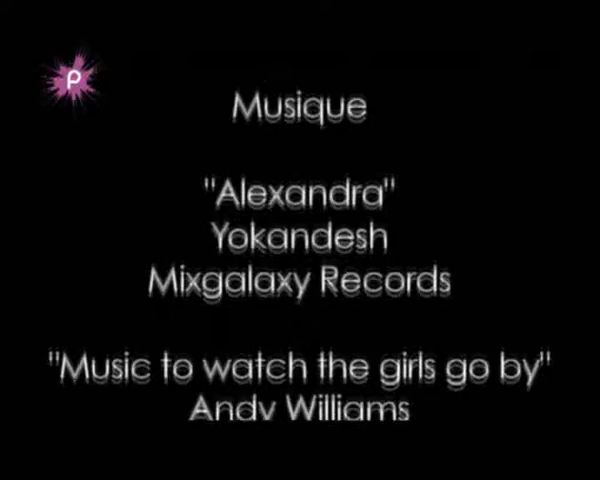 P
Musique
"Alexandra"
Yokandesh
Mixgalaxy Records
"Music to watch the girls go by"
Andy Williams